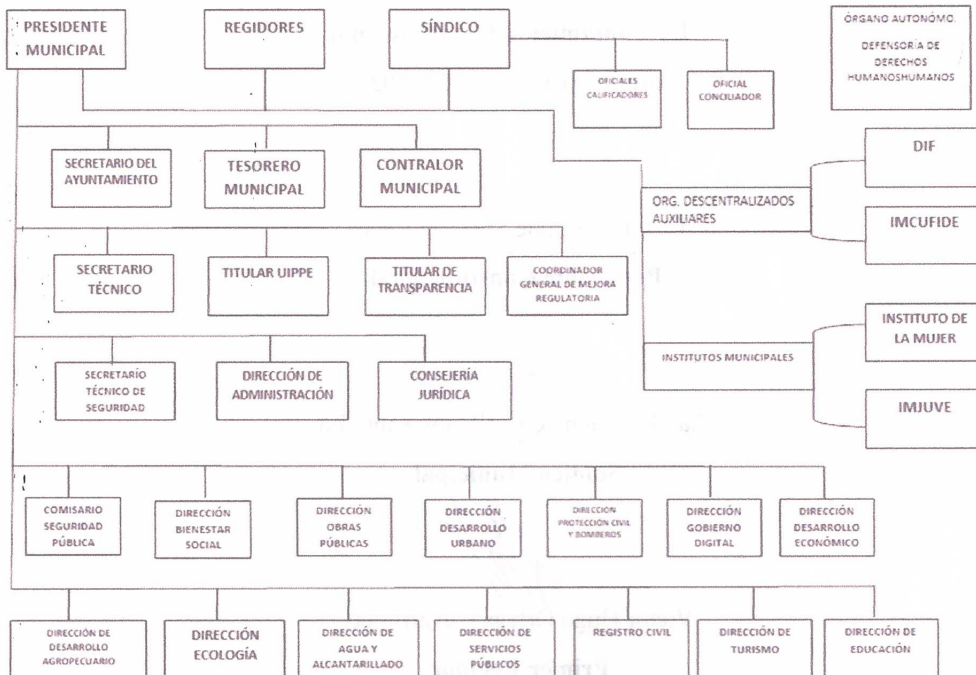 PRESIDENTE
MUNICIPAL
REGIDORES
SÍNDICO
OFICIALES
CALIFICADORES
OFICIAL
CONCILIADOR
ÓRGANO AUTONÓMO.
DEFENSORÍA DE
DERECHOS
HUMANOSHUMANOS
SECRETARIO DEL
AYUNTAMIENTO
TESORERO
MUNICIPAL
CONTRALOR
MUNICIPAL
ORG. DESCENTRALIZADOS
AUXILIARES
DIF
IMCUFIDE
SECRETARIO
TÉCNICO
TITULAR UIPPE
TITULAR DE
TRANSPARENCIA
COORDINADOR
GENERAL DE MEJORA
REGULATORIA
INSTITUTOS MUNICIPALES
INSTITUTO DE
LA MUJER
IMJUVE
SECRETARÍO
TÉCNICO DE
SEGURIDAD
DIRECCIÓN DE
ADMINISTRACIÓN
CONSEJERÍA
JURÍDICA
COMISARIO
SEGURIDAD
PÚBLICA
DIRECCIÓN
BIENESTAR
SOCIAL
DIRECCIÓN
OBRAS
PÚBLICAS
DIRECCIÓN
DESARROLLO
URBANO
DIRECCIÓN
PROTECCIÓN CIVIL
Y BOMBEROS
DIRECCIÓN
GOBIERNO
DIGITAL
DIRECCIÓN
DESARROLLO
ECONÓMICO
DIRECCIÓN DE
DESARROLLO
AGROPECUARIO
DIRECCIÓN
ECOLOGÍA
DIRECCIÓN DE
AGUA Y
ALCANTARILLADO
DIRECCIÓN DE
SERVICIOS
PÚBLICOS
REGISTRO CIVIL
DIRECCIÓN DE
TURISMO
DIRECCIÓN DE
EDUCACIÓN